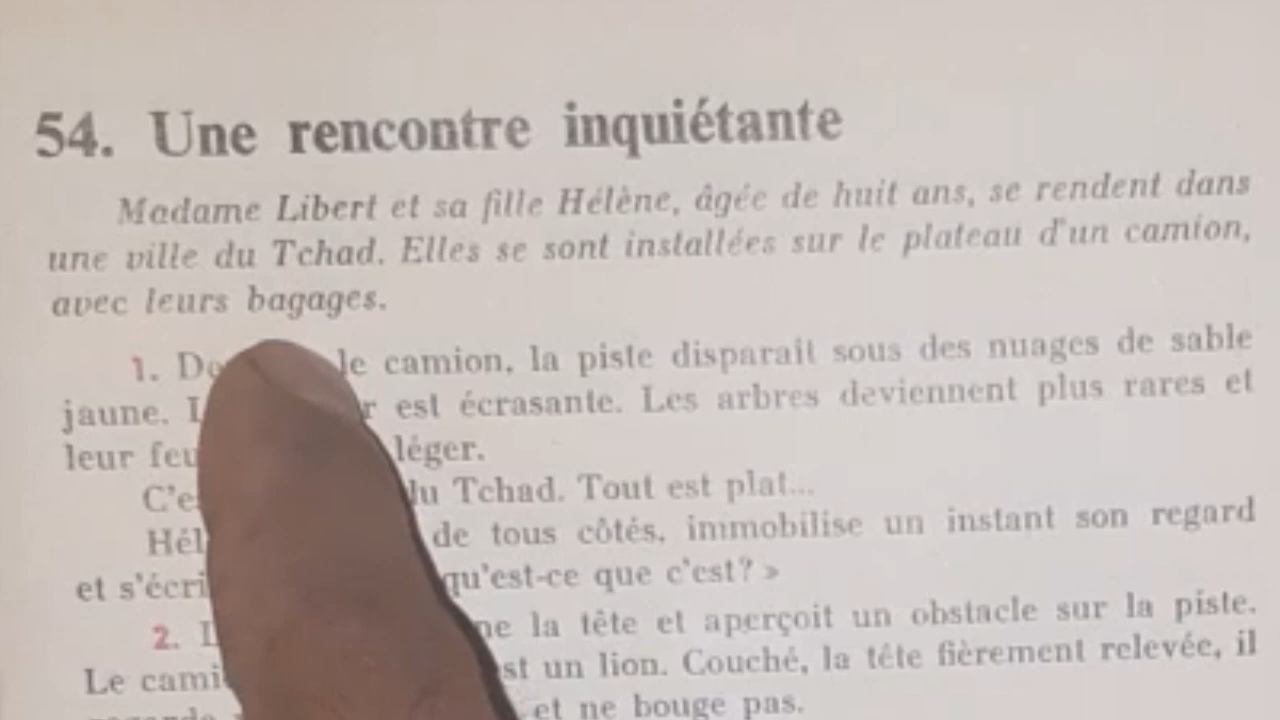 54. Une rencontre inquiétante
Madame Libert et sa fille Hélène, âgée de huit ans, se rendent dans
une ville du Tchad. Elles se sont installées sur le plateau d'un camion,
avec leurs bagages.
1. le camion, la piste disparaît sous des nuages de sable
jaune. est écrasante. Les arbres deviennent plus rares et
leur léger.
du Tchad. Tout est plat...
de tous côtés, immobilise un instant son regard
et qu'est-ce que c'est? »
2. la tête et aperçoit un obstacle sur la piste.
Le un lion. Couché, la tête fièrement relevée, il
et ne bouge pas.